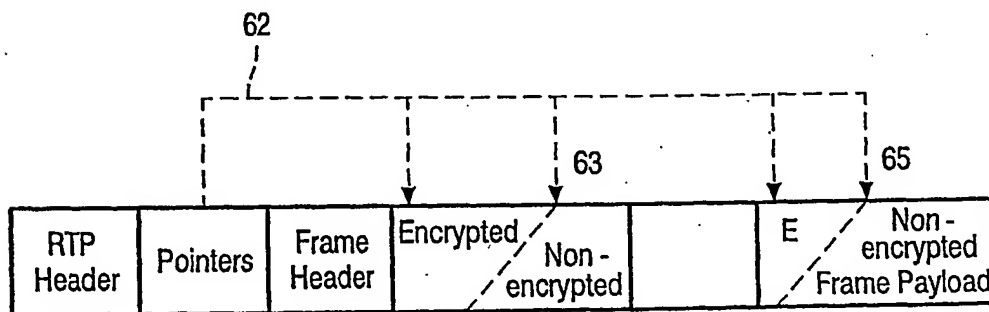 62
63
65
RTP
Header
Pointers
Frame
Header
Encrypted
Non-
encrypted
E
Non-
encrypted
Frame Payload